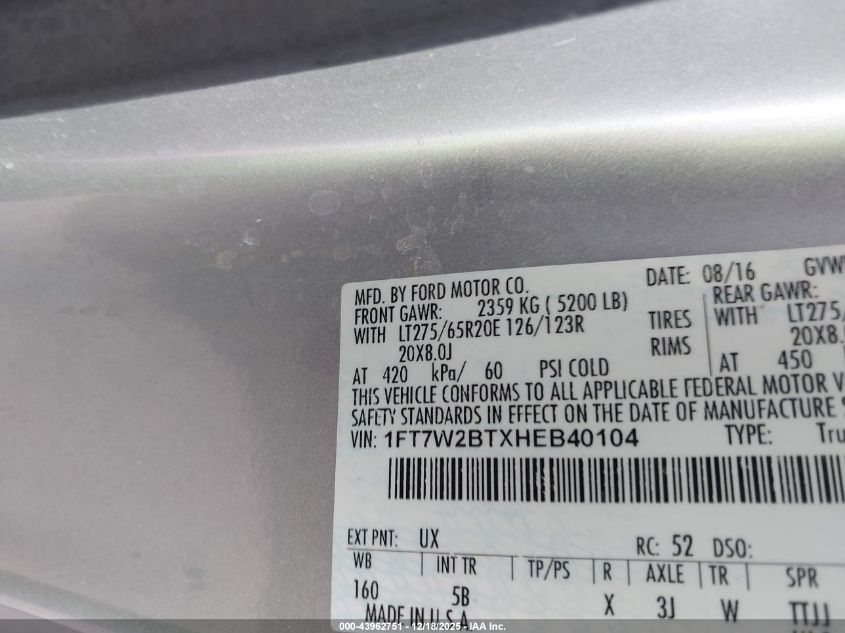 MFD. BY FORD MOTOR CO.
DATE: 08/16 GVW
FRONT GAWR: 2359 KG ( 5200 LB)
REAR GAWR:
WITH LT275/65R20E 126/123R TIRES WITH LT275/
20X8.0J RIMS 20X8.
AT 420 kPa/ 60 PSI COLD AT 450
THIS VEHICLE CONFORMS TO ALL APPLICABLE FEDERAL MOTOR V
SAFETY STANDARDS IN EFFECT ON THE DATE OF MANUFACTURE
VIN: 1FT7W2BTXHEB40104 TYPE: Tru
EXT PNT: UX RC: 52 DSO:
WB INT TR TP/PS R AXLE TR SPR
160 5B X 3J W TTJJ
MADE IN U.S.A.
000-43962751 - 12/18/2025 - IAA Inc.